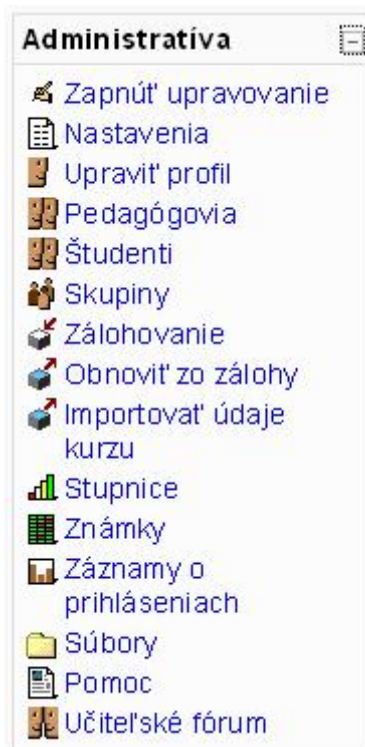 Administratíva
Zapnúť upravovanie
Nastavenia
Upraviť profil
Pedagógovia
Študenti
Skupiny
Zálohovanie
Obnoviť zo zálohy
Importovať údaje
kurzu
Stupnice
Známky
Záznamy o
prihláseniach
Súbory
Pomoc
Učiteľské fórum